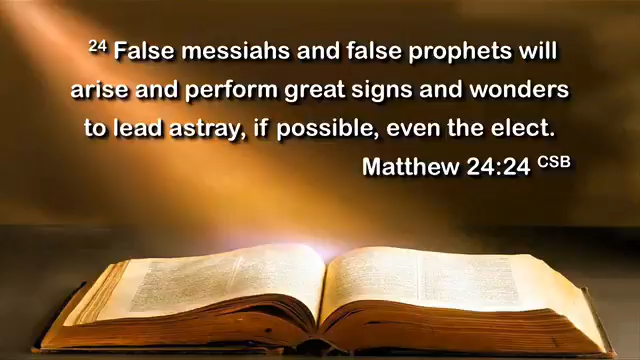 24 False messiahs and false prophets will
arise and perform great signs and wonders
to lead astray, if possible, even the elect.
Matthew 24:24 CSB